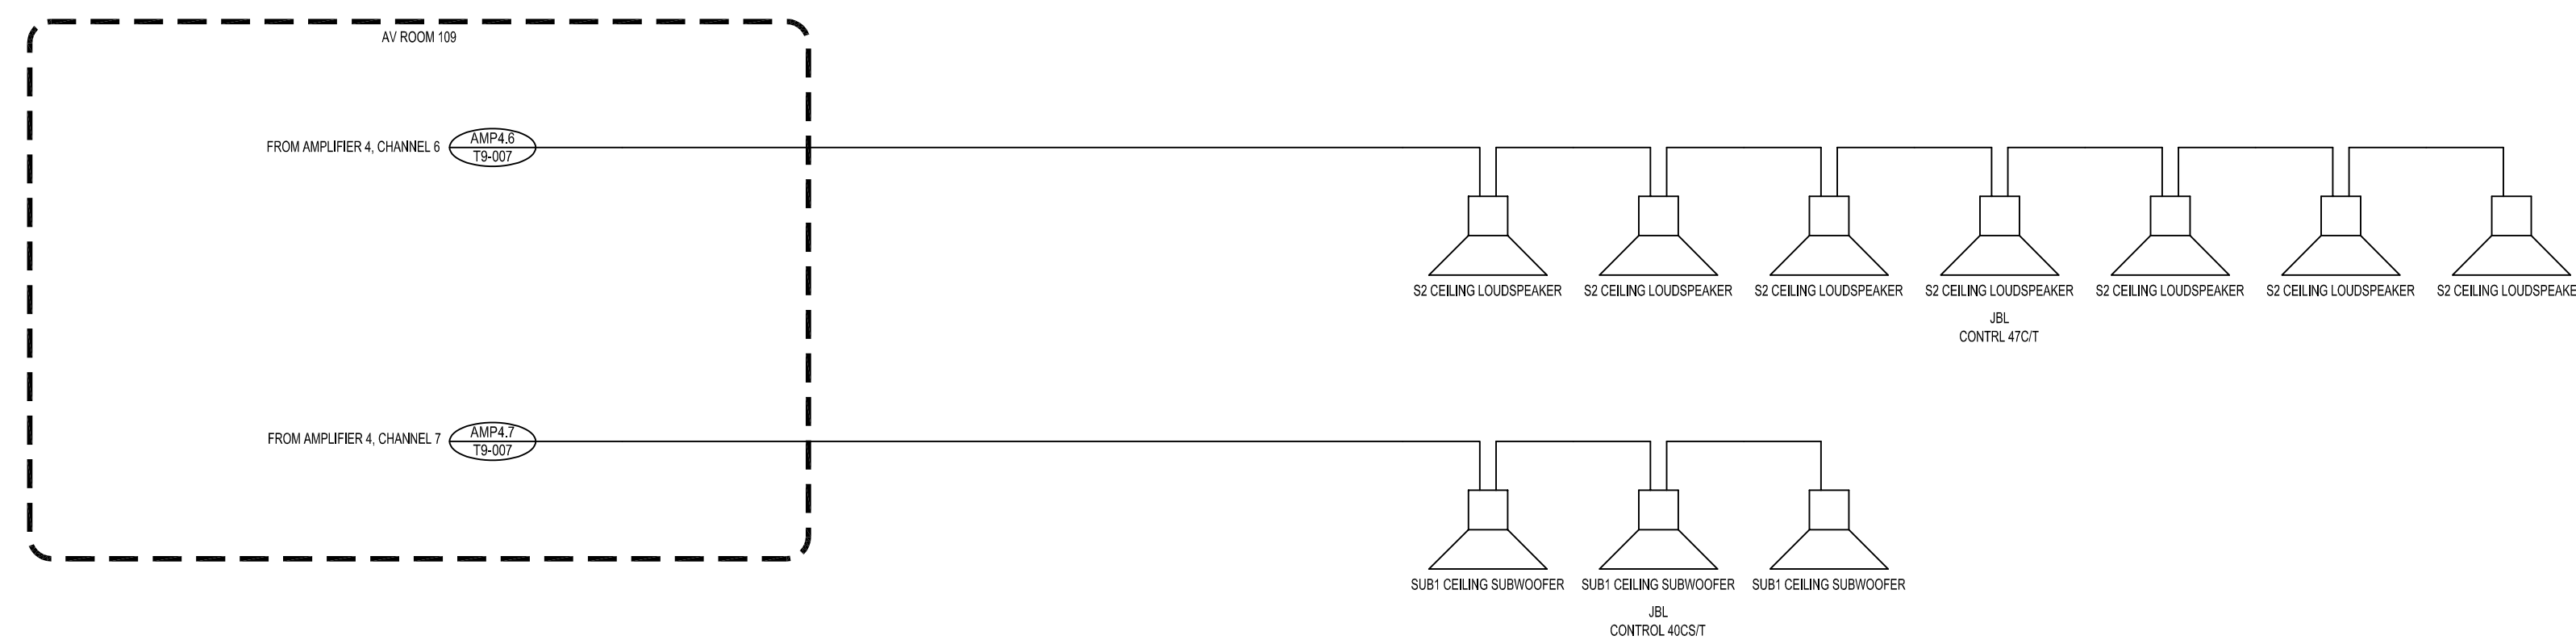 AV ROOM 109
FROM AMPLIFIER 4, CHANNEL 6
AMP4.6
T9-007
S2 CEILING LOUDSPEAKER
S2 CEILING LOUDSPEAKER
S2 CEILING LOUDSPEAKER
S2 CEILING LOUDSPEAKER
S2 CEILING LOUDSPEAKER
S2 CEILING LOUDSPEAKER
S2 CEILING LOUDSPEAKE
JBL
CONTRL 47C/T
FROM AMPLIFIER 4, CHANNEL 7
AMP4.7
T9-007
SUB1 CEILING SUBWOOFER
SUB1 CEILING SUBWOOFER
SUB1 CEILING SUBWOOFER
JBL
CONTROL 40CS/T